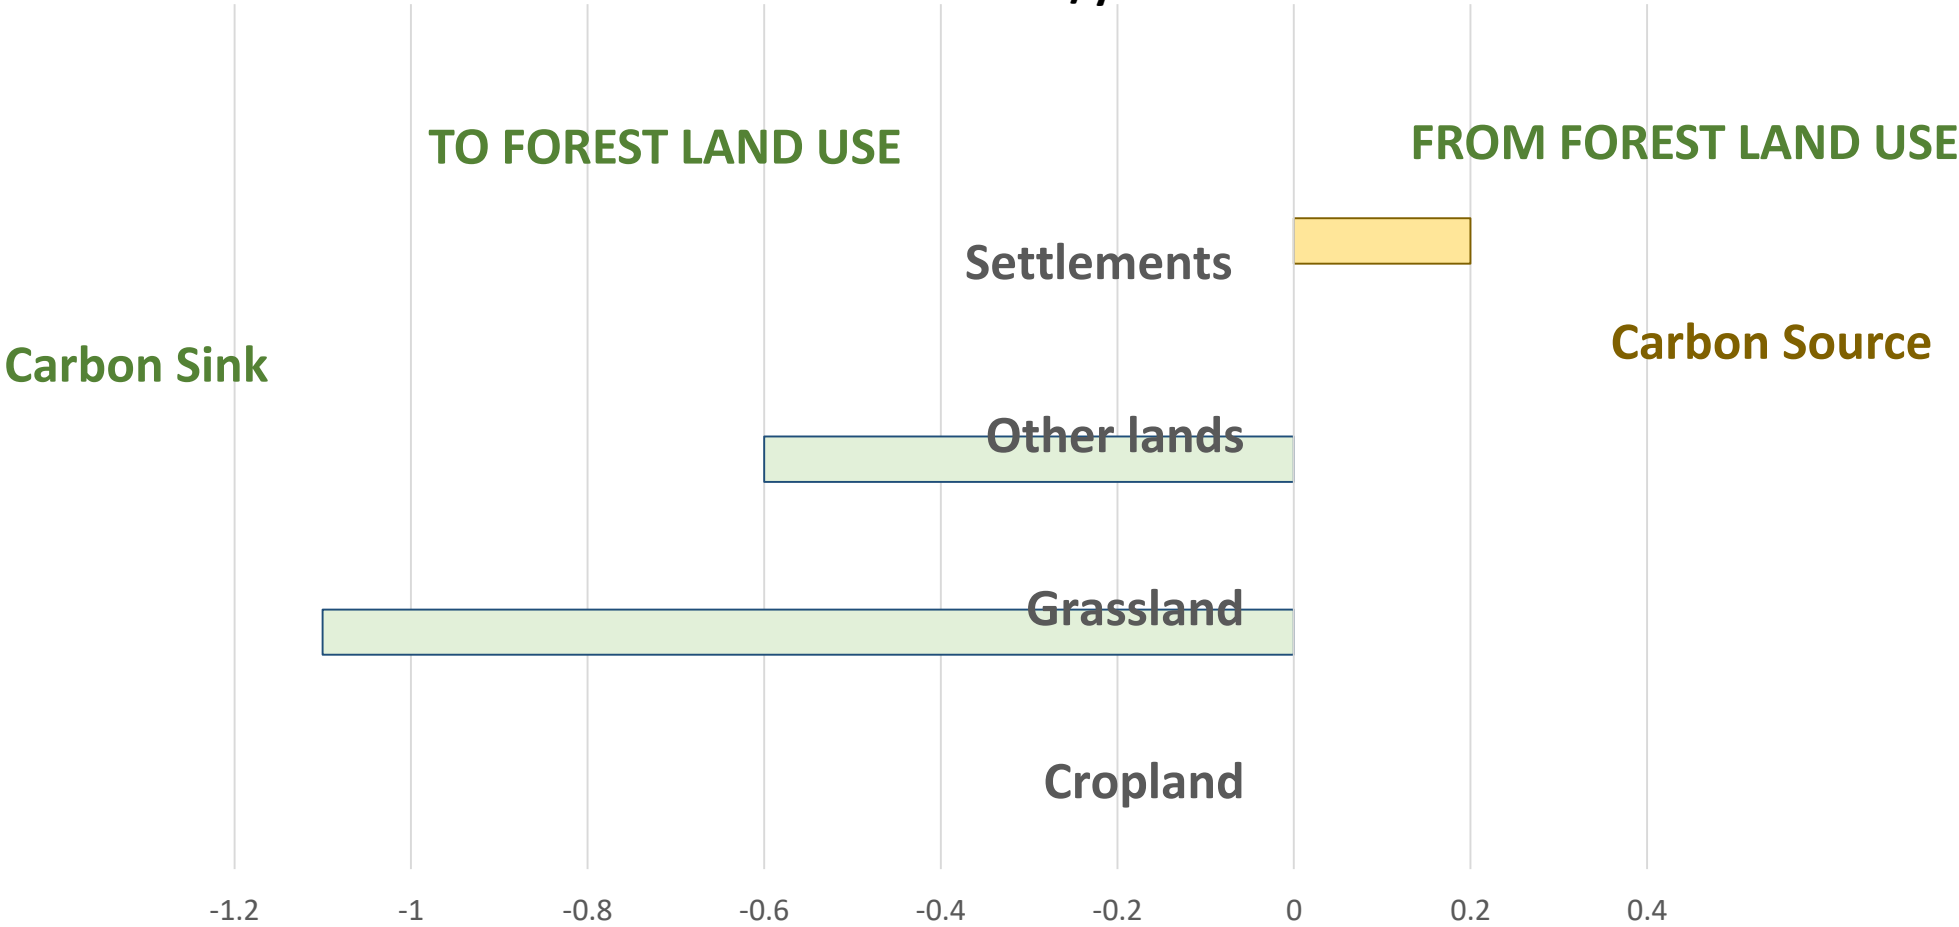 TO FOREST LAND USE
FROM FOREST LAND USE
Settlements
Carbon Source
Carbon Sink
Other lands
Grassland
Cropland
-1.2 -1 -0.8 -0.6 -0.4 -0.2 0 0.2 0.4